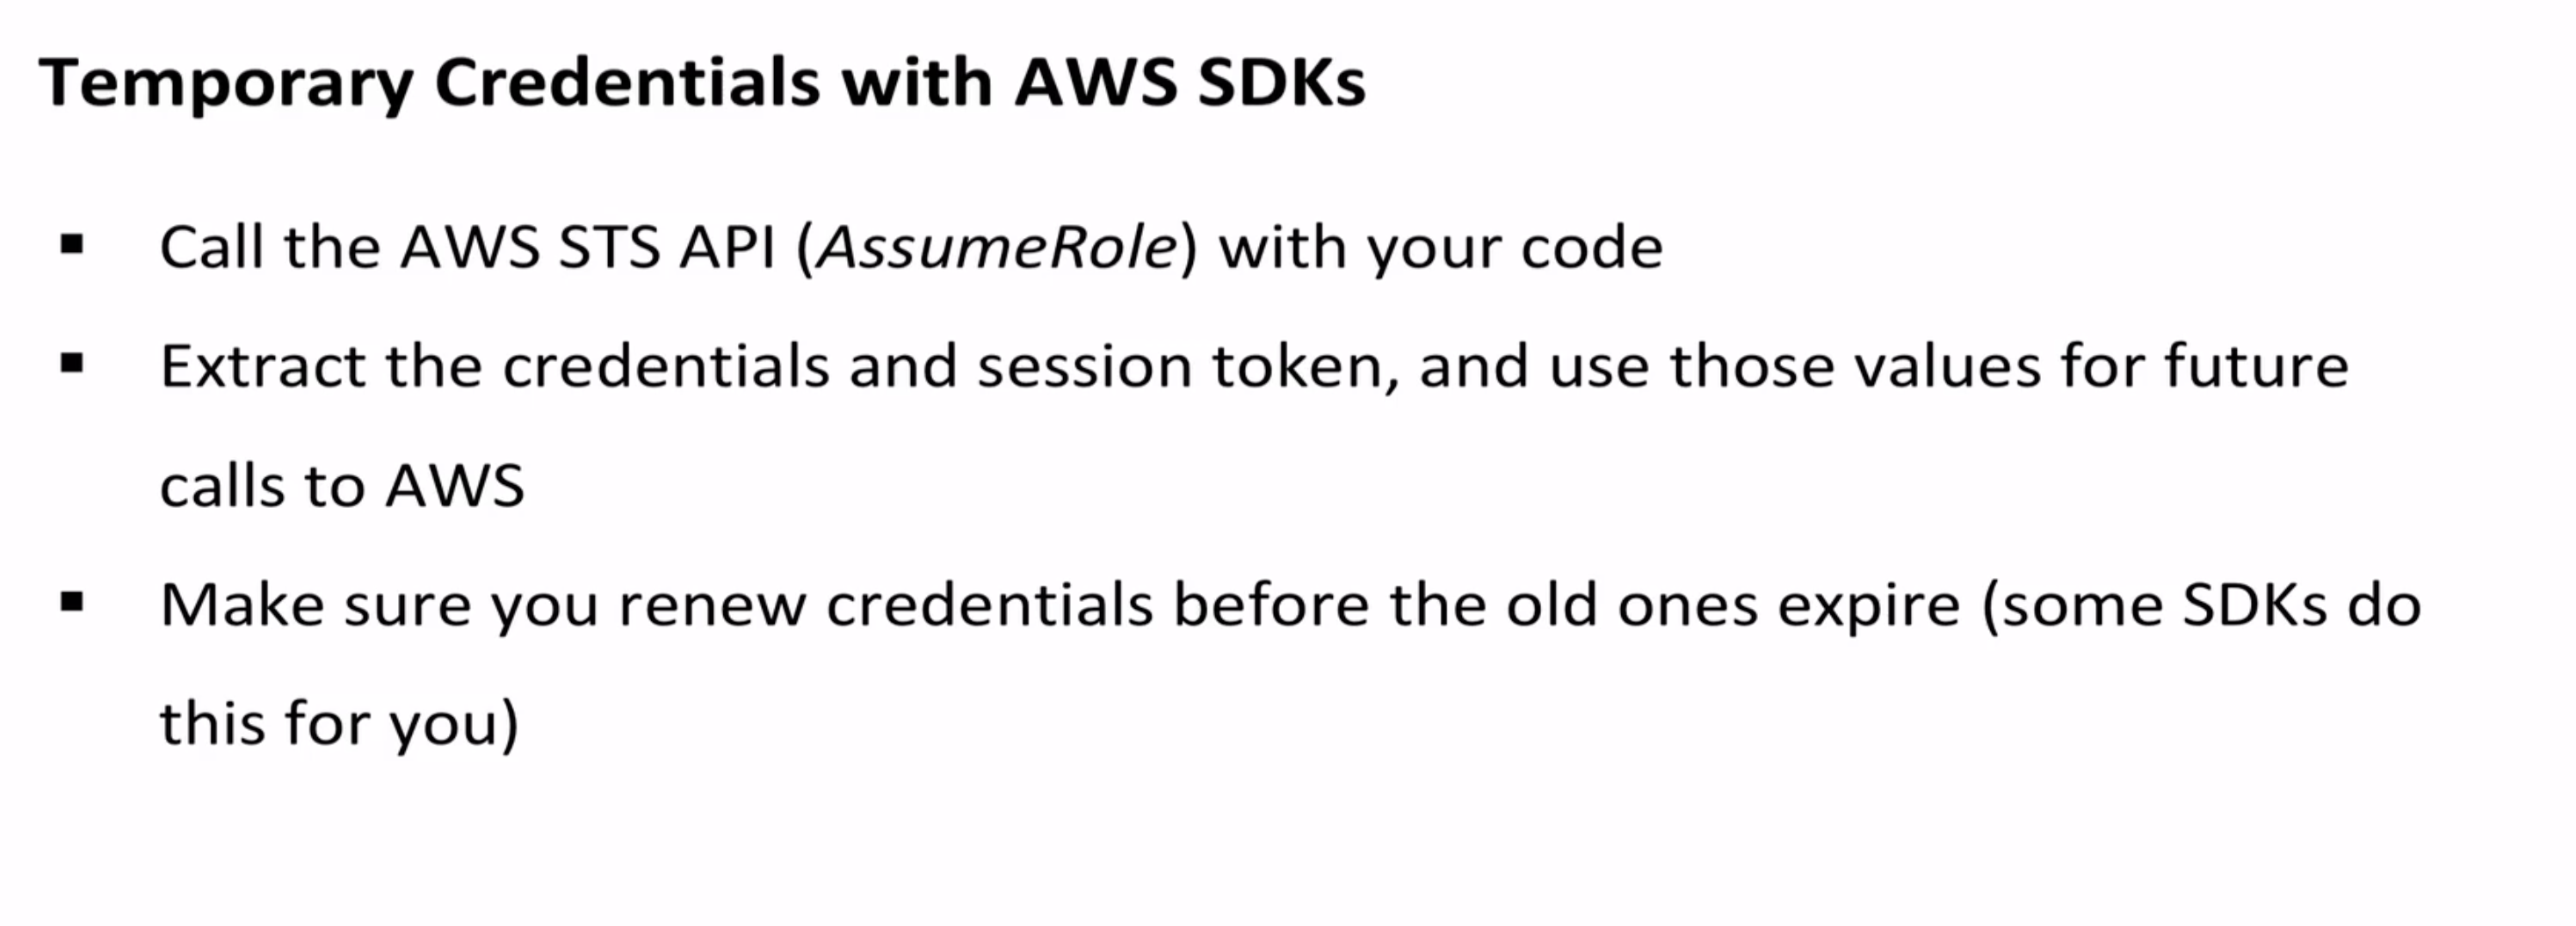 Temporary Credentials with AWS SDKs
▪ Call the AWS STS API (AssumeRole) with your code
▪ Extract the credentials and session token, and use those values for future
calls to AWS
▪ Make sure you renew credentials before the old ones expire (some SDKs do
this for you)